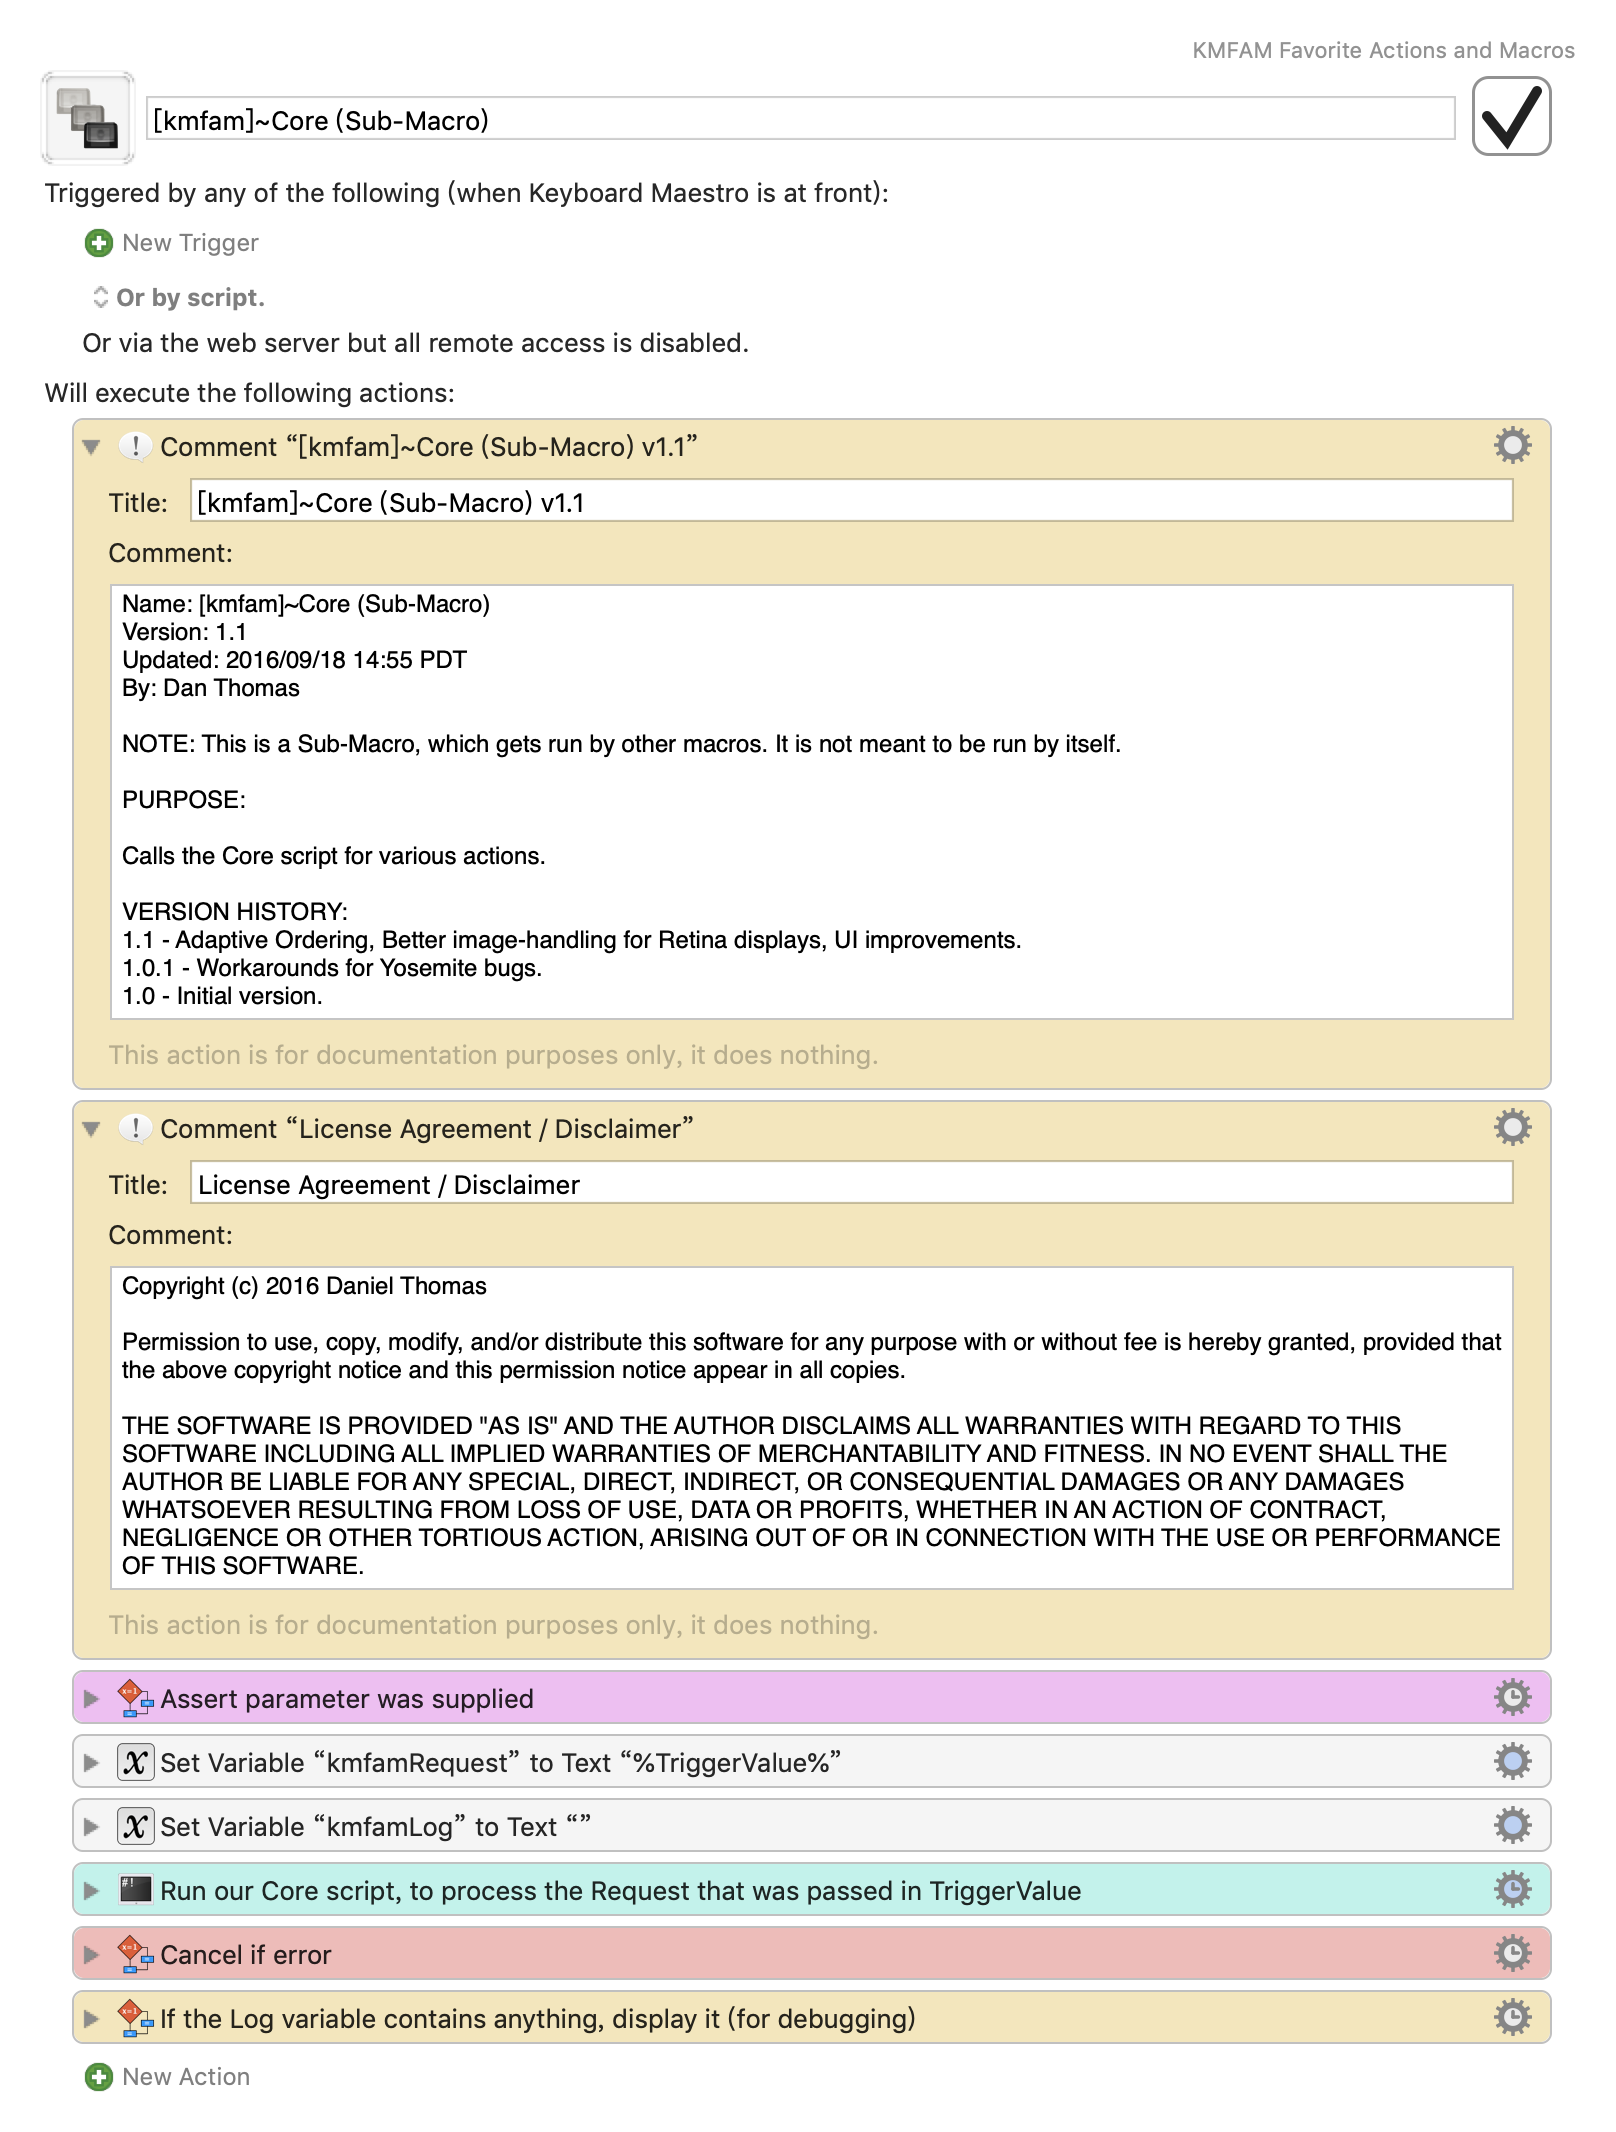 KMFAM Favorite Actions and Macros
[kmfam]~Core (Sub-Macro)
Triggered by any of the following (when Keyboard Maestro is at front):
New Trigger
Or by script.
Or via the web server but all remote access is disabled.
Will execute the following actions:
Comment “[kmfam]~Core (Sub-Macro) v1.1”
Title: [kmfam]~Core (Sub-Macro) v1.1
Comment:
Name: [kmfam]~Core (Sub-Macro)
Version: 1.1
Updated: 2016/09/18 14:55 PDT
By: Dan Thomas
NOTE: This is a Sub-Macro, which gets run by other macros. It is not meant to be run by itself.
PURPOSE:
Calls the Core script for various actions.
VERSION HISTORY:
1.1 - Adaptive Ordering, Better image-handling for Retina displays, UI improvements.
1.0.1 - Workarounds for Yosemite bugs.
1.0 - Initial version.
This action is for documentation purposes only, it does nothing.
Comment “License Agreement / Disclaimer”
Title: License Agreement / Disclaimer
Comment:
Copyright (c) 2016 Daniel Thomas
Permission to use, copy, modify, and/or distribute this software for any purpose with or without fee is hereby granted, provided that
the above copyright notice and this permission notice appear in all copies.
THE SOFTWARE IS PROVIDED "AS IS" AND THE AUTHOR DISCLAIMS ALL WARRANTIES WITH REGARD TO THIS
SOFTWARE INCLUDING ALL IMPLIED WARRANTIES OF MERCHANTABILITY AND FITNESS. IN NO EVENT SHALL THE
AUTHOR BE LIABLE FOR ANY SPECIAL, DIRECT, INDIRECT, OR CONSEQUENTIAL DAMAGES OR ANY DAMAGES
WHATSOEVER RESULTING FROM LOSS OF USE, DATA OR PROFITS, WHETHER IN AN ACTION OF CONTRACT,
NEGLIGENCE OR OTHER TORTIOUS ACTION, ARISING OUT OF OR IN CONNECTION WITH THE USE OR PERFORMANCE
OF THIS SOFTWARE.
This action is for documentation purposes only, it does nothing.
Assert parameter was supplied
Set Variable “kmfamRequest” to Text “%TriggerValue%”
Set Variable “kmfamLog” to Text “”
Run our Core script, to process the Request that was passed in TriggerValue
Cancel if error
If the Log variable contains anything, display it (for debugging)
New Action